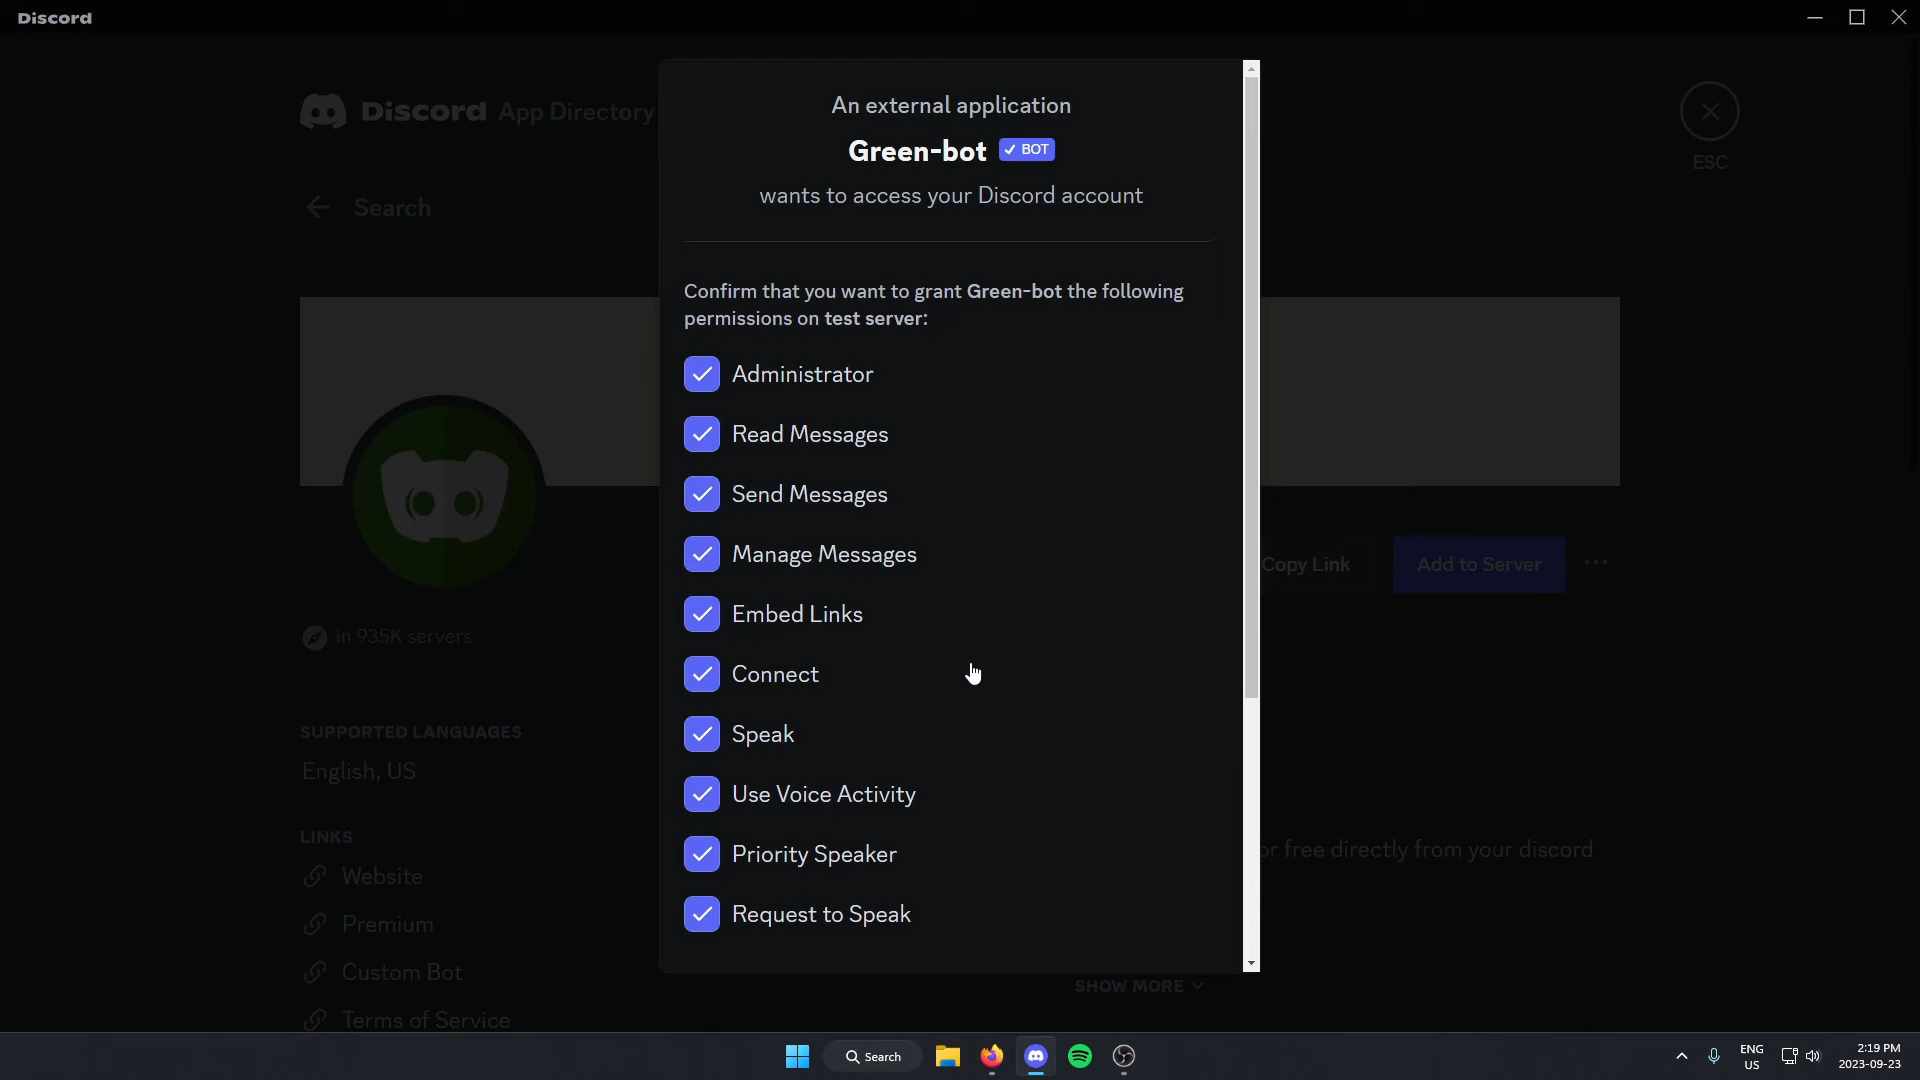 Discord
Discord App Directory
ESC
Search
An external application
Green-bot ✓ BOT
wants to access your Discord account
Confirm that you want to grant Green-bot the following
permissions on test server:
Administrator
Read Messages
Send Messages
Manage Messages
Embed Links
Connect
Speak
Use Voice Activity
Priority Speaker
Request to Speak
Copy Link
Add to Server
in 935K servers
SUPPORTED LANGUAGES
English, US
LINKS
Website
Premium
Custom Bot
Terms of Service
or free directly from your discord
SHOW MORE
Search
ENG
US
2:19 PM
2023-09-23